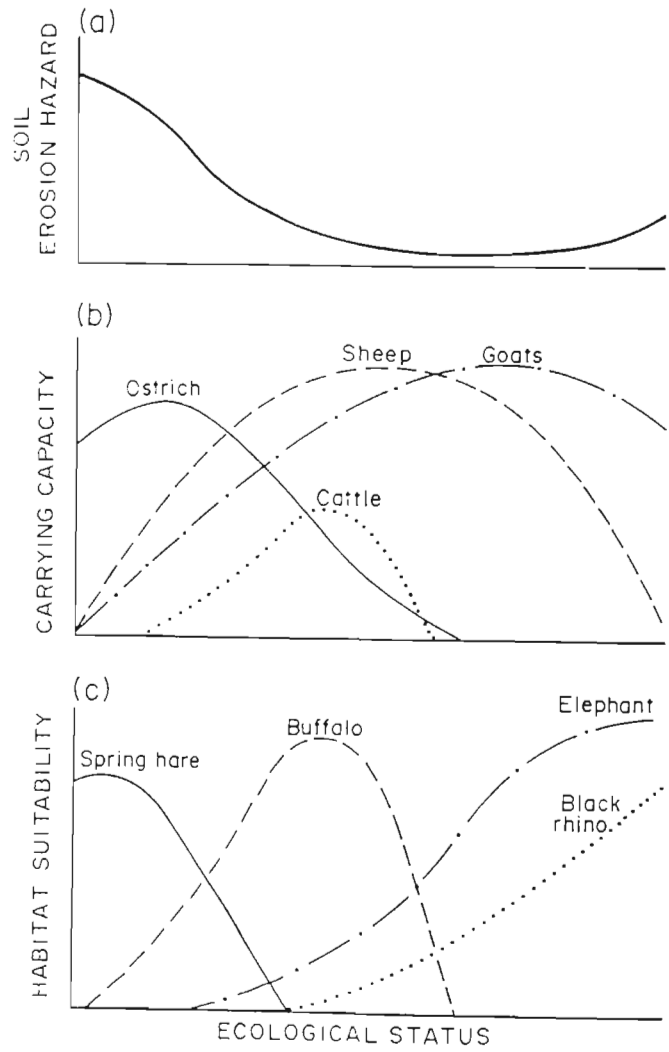 (a)
SOIL
EROSION HAZARD
(b)
Sheep
Goats
Ostrich
Cattle
CARRYING CAPACITY
(c)
Elephant
Buffalo
Spring hare
Black
rhino
HABITAT SUITABILITY
ECOLOGICAL STATUS